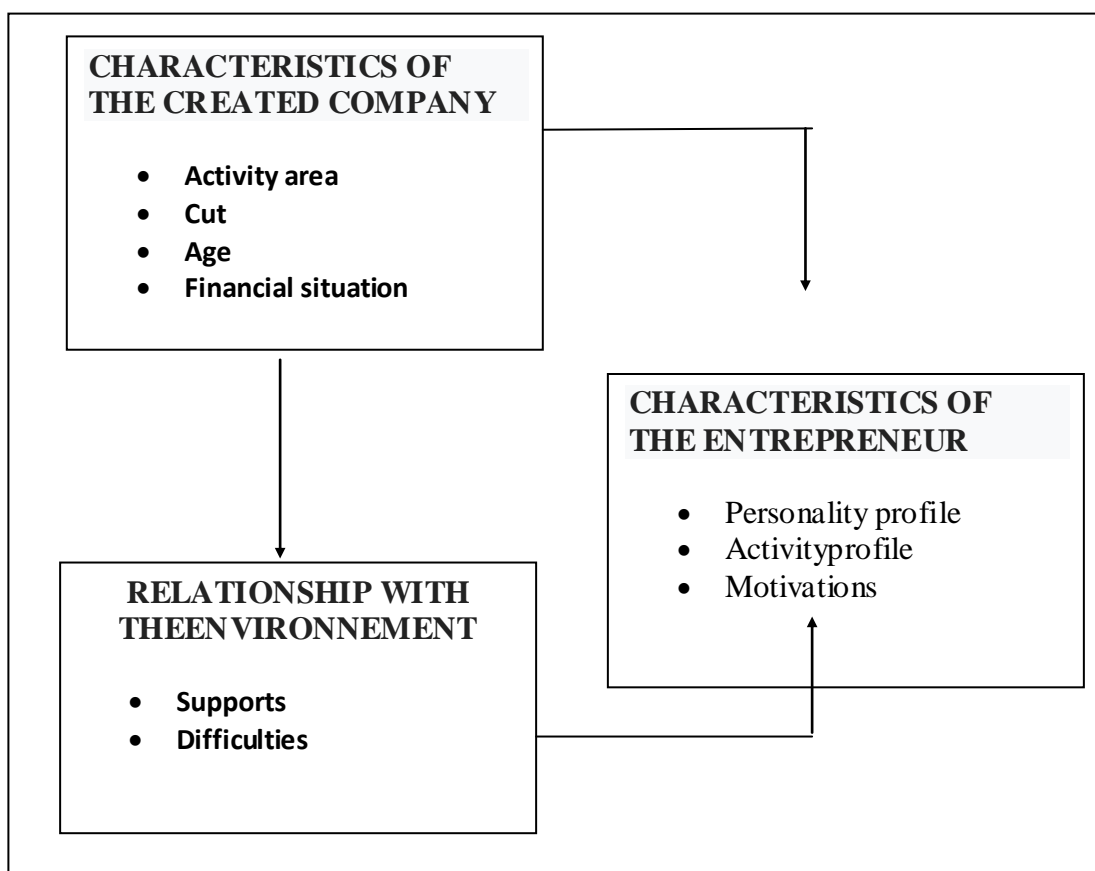 CHARACTERISTICS OF
THE CREATED COMPANY
• Activity area
• Cut
• Age
• Financial situation
CHARACTERISTICS OF
THE ENTREPRENEUR
• Personality profile
• Activityprofile
• Motivations
RELATIONSHIP WITH
THEENVIRONNEMENT
• Supports
• Difficulties